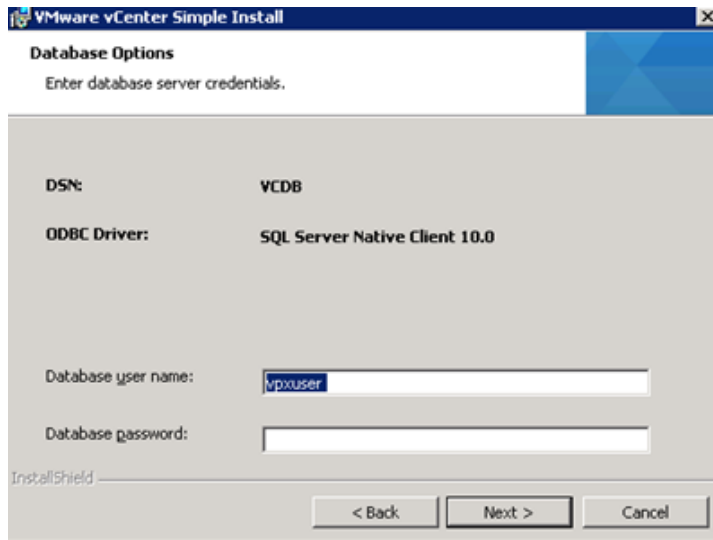 VMware vCenter Simple Install
Database Options
Enter database server credentials.
DSN: VCDB
ODBC Driver: SQL Server Native Client 10.0
Database user name: vpxuser
Database password:
InstallShield
< Back Next > Cancel